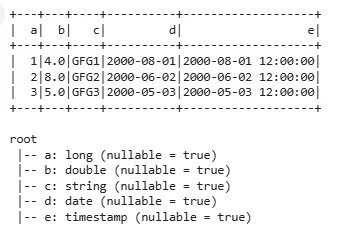 +---+---+----+----------+-------------------+
|  a|  b|   c|         d|                  e|
+---+---+----+----------+-------------------+
|  1|4.0|GFG1|2000-08-01|2000-08-01 12:00:00|
|  2|8.0|GFG2|2000-06-02|2000-06-02 12:00:00|
|  3|5.0|GFG3|2000-05-03|2000-05-03 12:00:00|
+---+---+----+----------+-------------------+
root
 |-- a: long (nullable = true)
 |-- b: double (nullable = true)
 |-- c: string (nullable = true)
 |-- d: date (nullable = true)
 |-- e: timestamp (nullable = true)